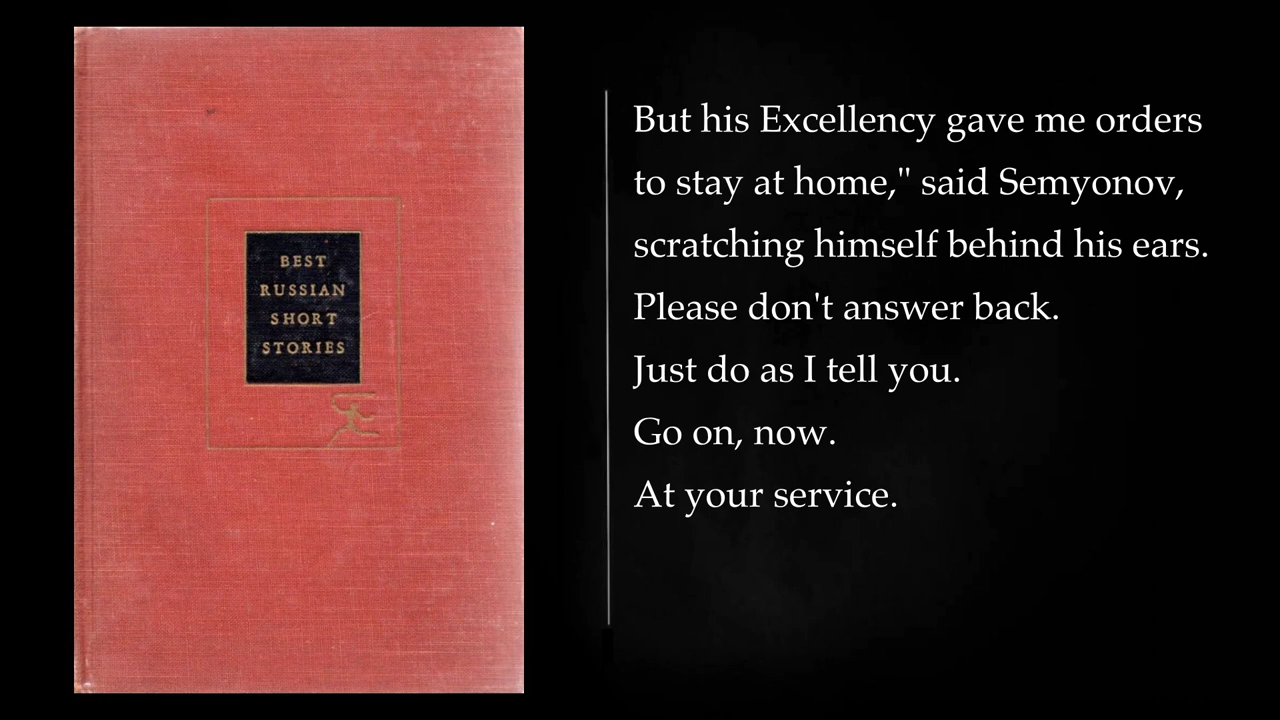 BEST
RUSSIAN
SHORT
STORIES
But his Excellency gave me orders
to stay at home," said Semyonov,
scratching himself behind his ears.
Please don't answer back.
Just do as I tell you.
Go on, now.
At your service.